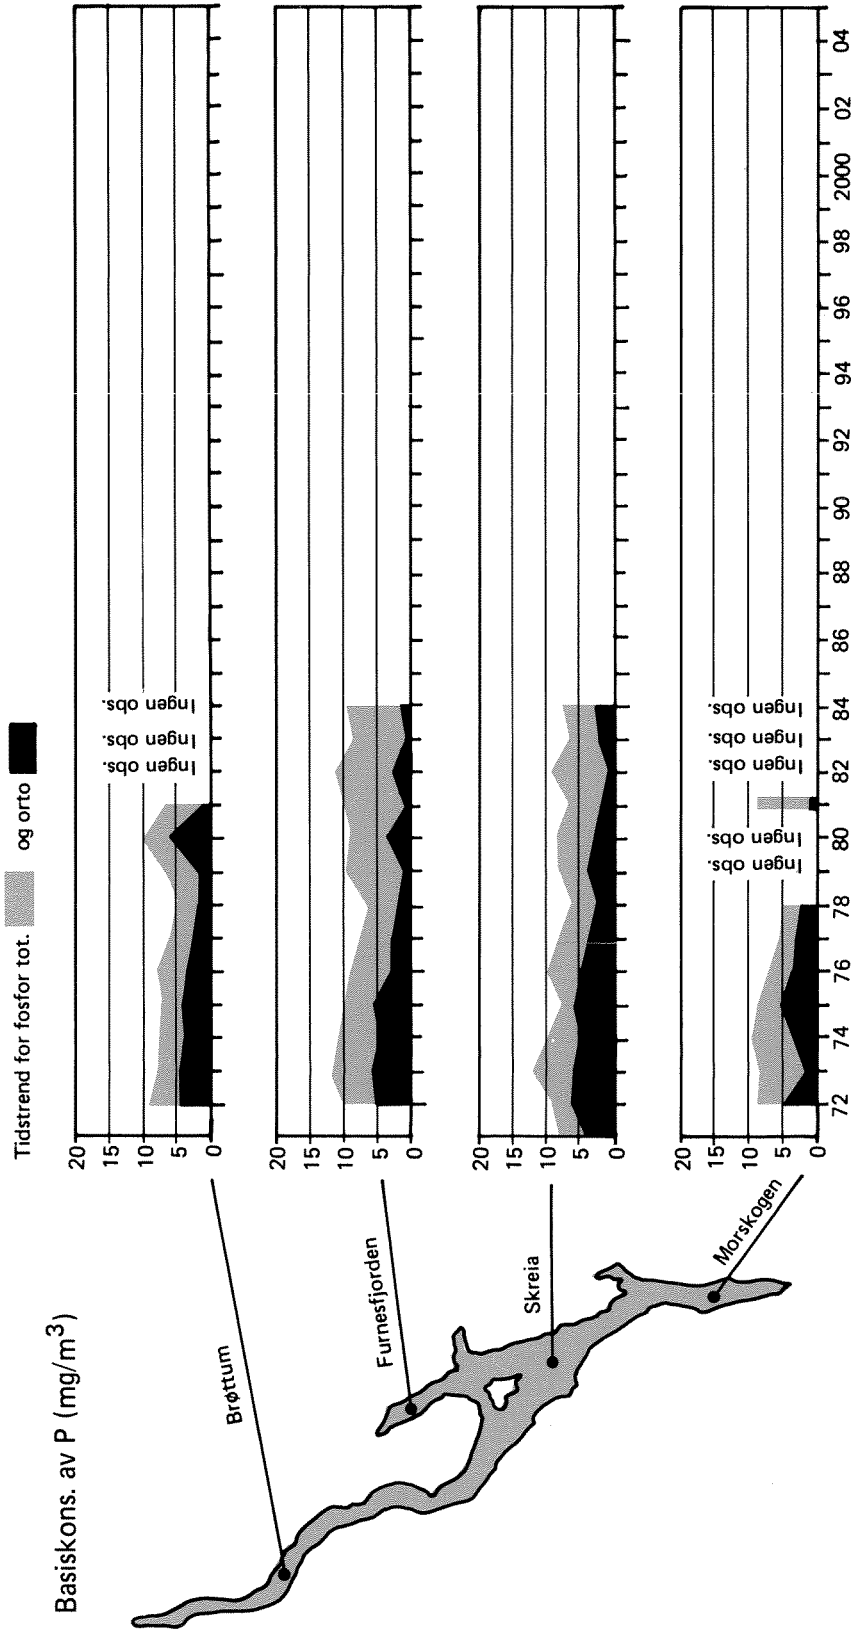 Basiskons. av P (mg/m³)
Tidstrend for fosfor tot. og orto
Brøttum
20
15
10
5
0
Ingen obs.
Ingen obs.
Ingen obs.
Furnesfjorden
20
15
10
5
0
Skreia
20
15
10
5
0
Morskogen
20
15
10
5
0
Ingen obs.
Ingen obs.
Ingen obs.
Ingen obs.
Ingen obs.
72 74 76 78 80 82 84 86 88 90 92 94 96 98 2000 02 04